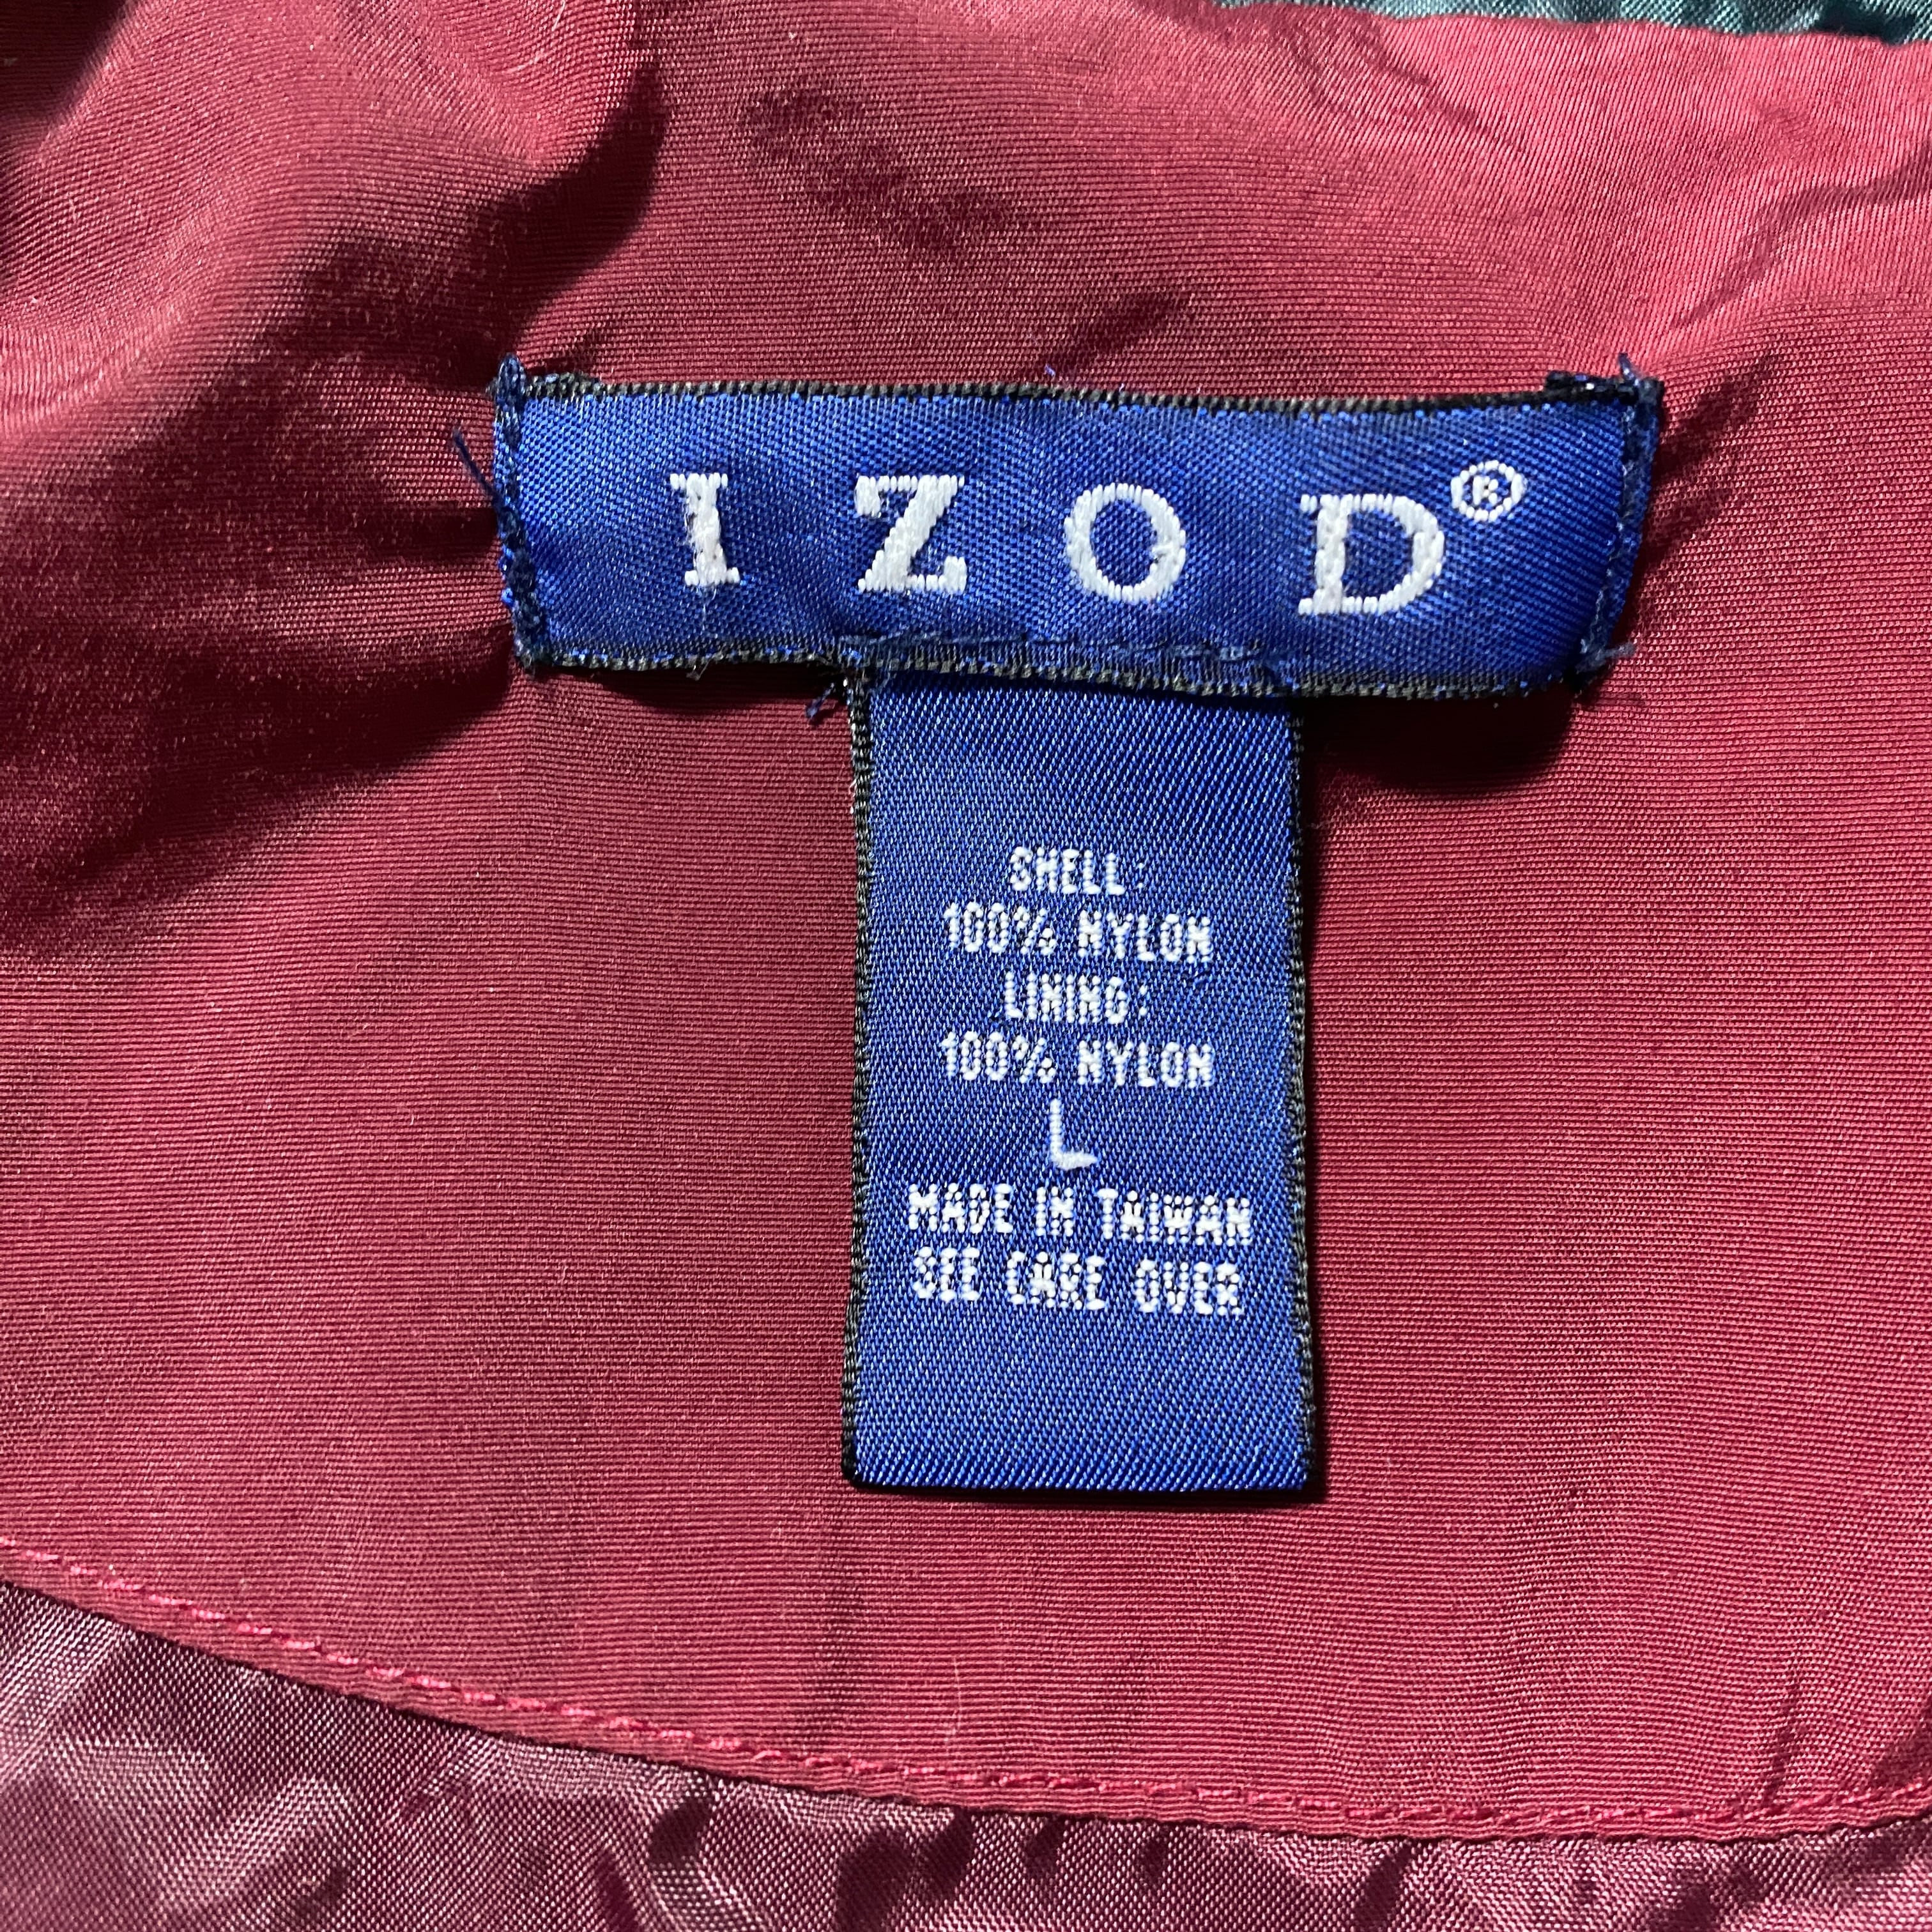 IZOD®
SHELL:
100% NYLON
LINING:
100% NYLON
L
MADE IN TAIWAN
SEE CARE OVER